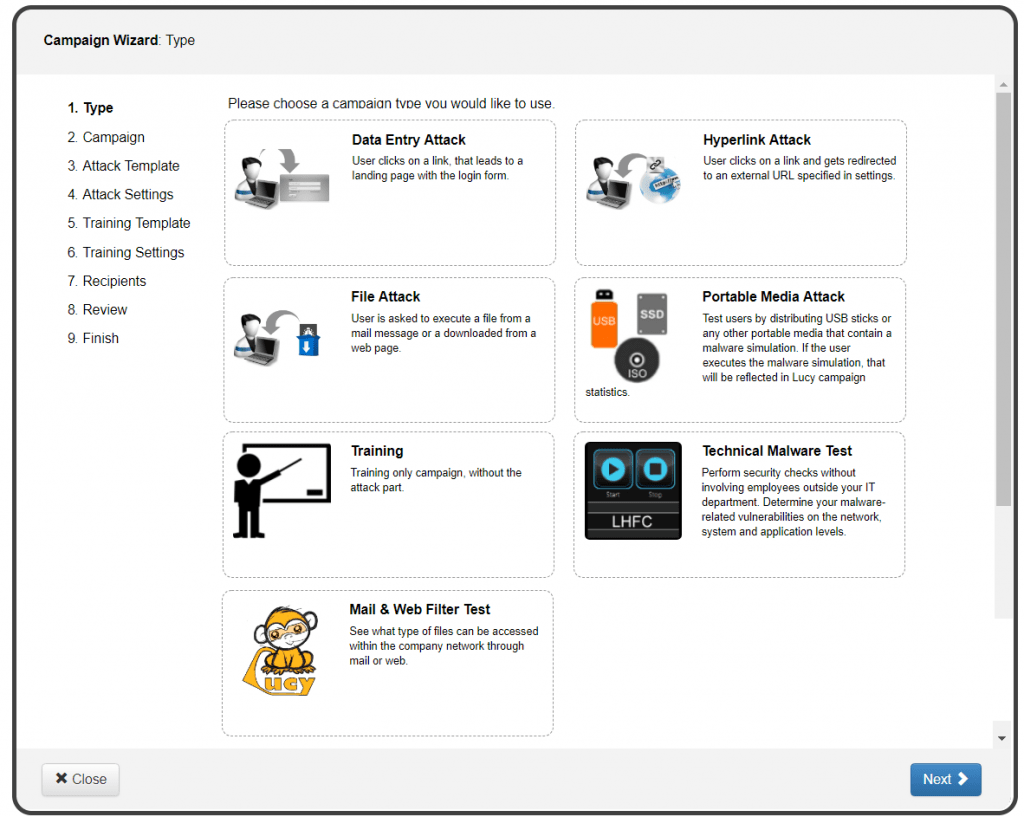 Campaign Wizard: Type
1. Type
2. Campaign
3. Attack Template
4. Attack Settings
5. Training Template
6. Training Settings
7. Recipients
8. Review
9. Finish
Please choose a campaign type you would like to use.
Data Entry Attack
User clicks on a link, that leads to a
landing page with the login form.
Hyperlink Attack
User clicks on a link and gets redirected
to an external URL specified in settings.
File Attack
User is asked to execute a file from a
mail message or a downloaded from a
web page.
USB
SSD
ISO
Portable Media Attack
Test users by distributing USB sticks or
any other portable media that contain a
malware simulation. If the user
executes the malware simulation, that
will be reflected in Lucy campaign
statistics.
Training
Training only campaign, without the
attack part.
Start Stop
LHFC
Technical Malware Test
Perform security checks without
involving employees outside your IT
department. Determine your malware-
related vulnerabilities on the network,
system and application levels.
Lucy
Mail & Web Filter Test
See what type of files can be accessed
within the company network through
mail or web.
Close
Next